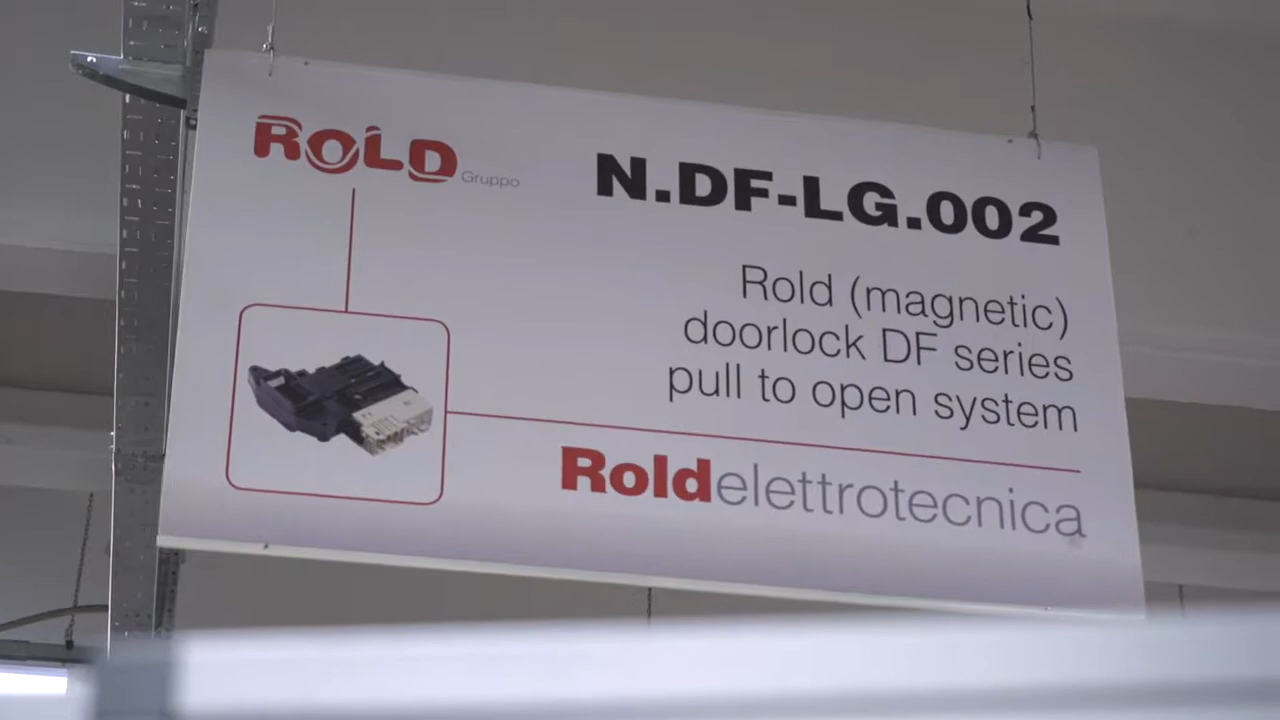 ROLD Gruppo
N.DF-LG.002
Rold (magnetic)
doorlock DF series
pull to open system
Roldelettrotecnica